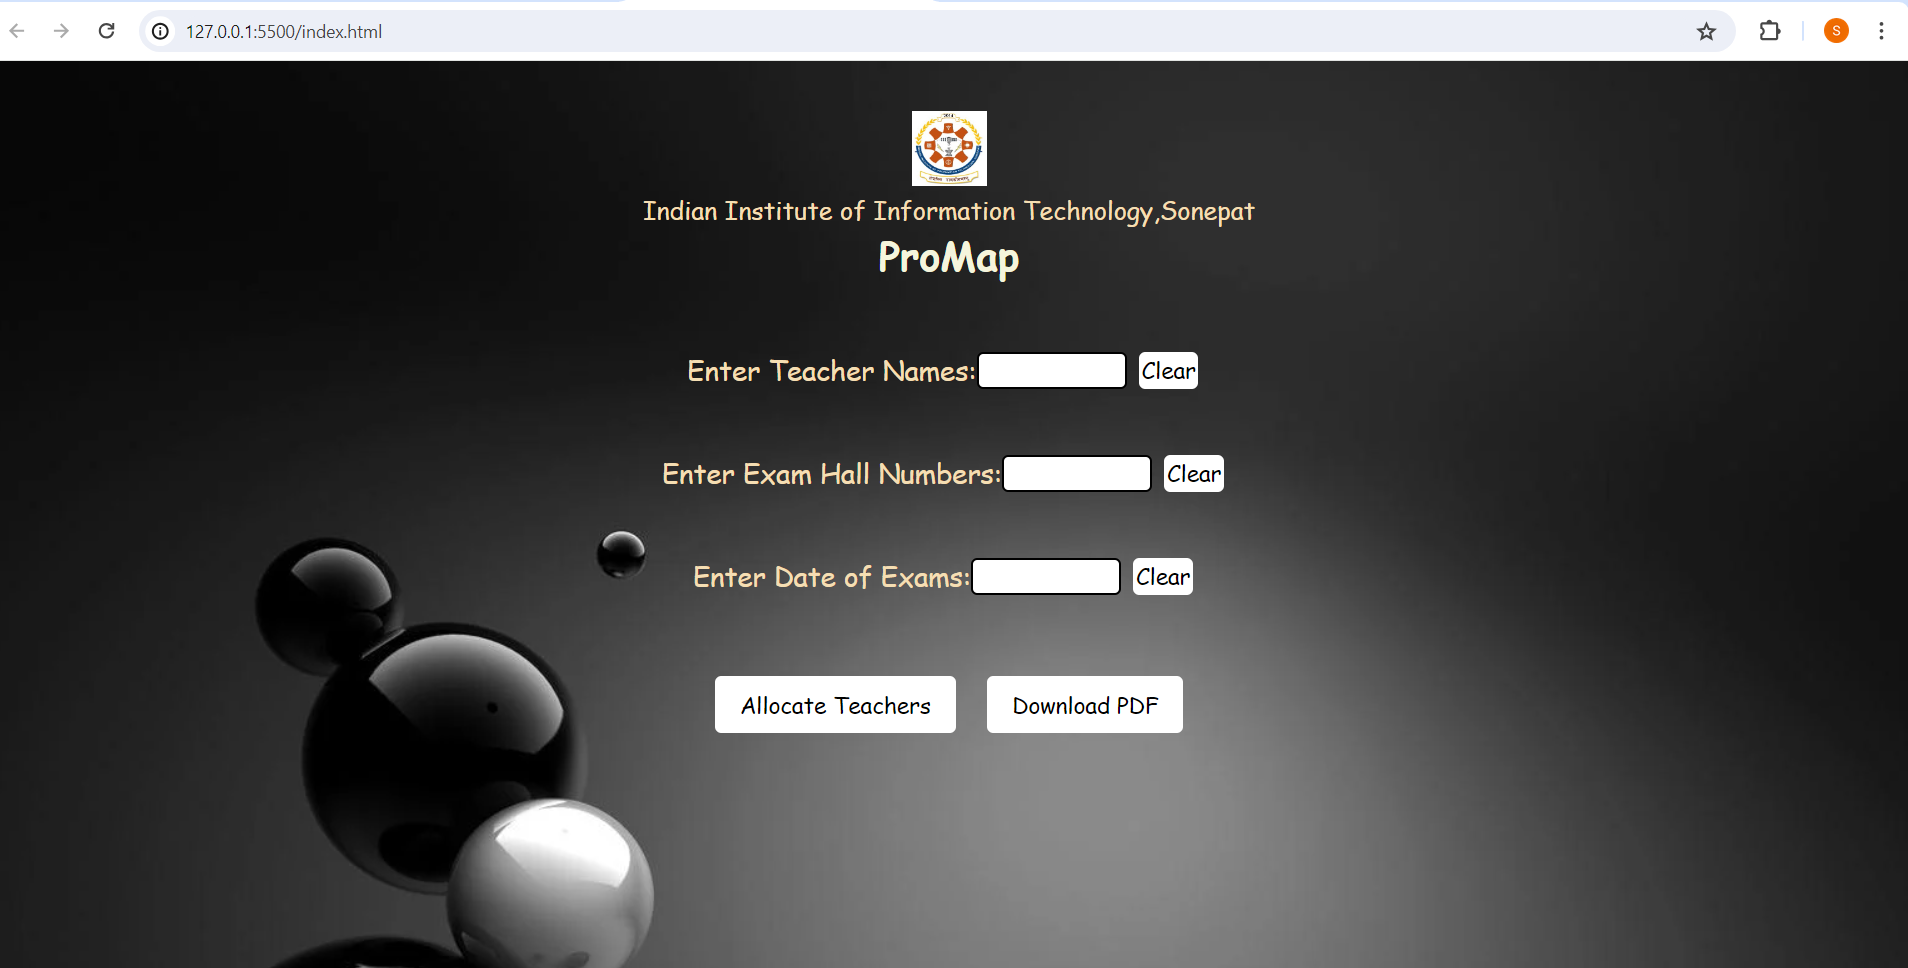 127.0.0.1:5500/index.html
S
2014
Indian Institute of Information Technology,Sonepat
ProMap
Enter Teacher Names: Clear
Enter Exam Hall Numbers: Clear
Enter Date of Exams: Clear
Allocate Teachers Download PDF